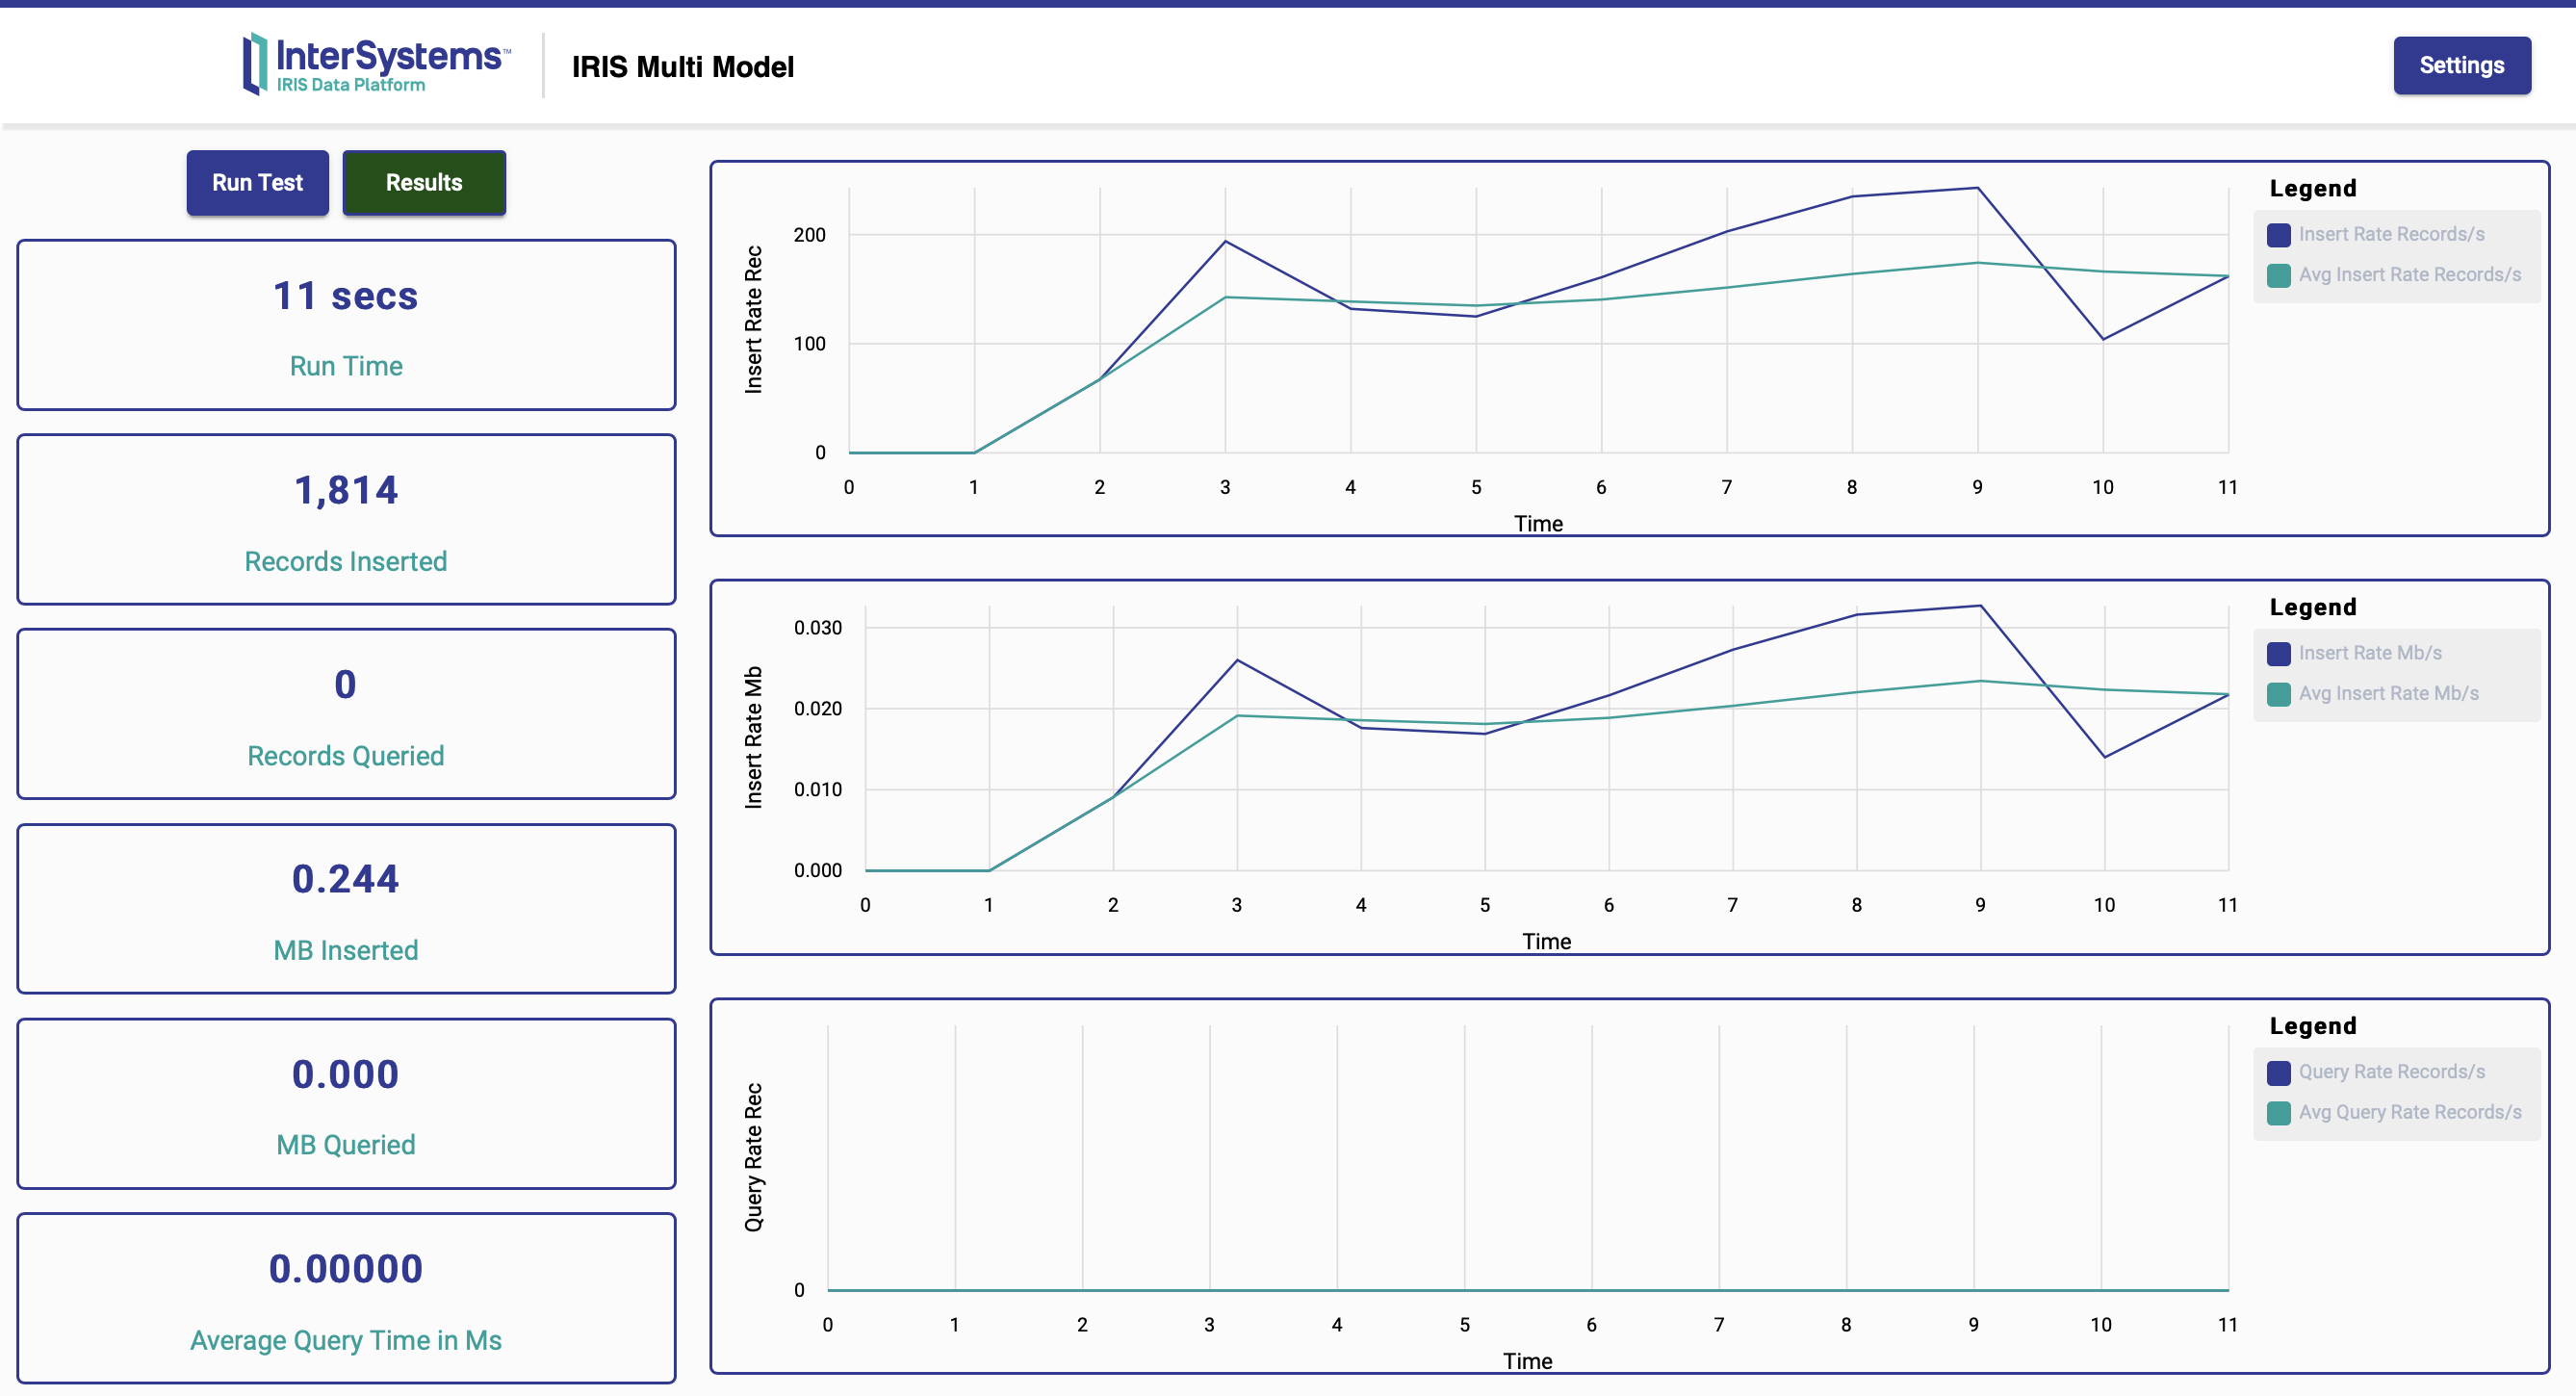 InterSystems™
IRIS Data Platform
IRIS Multi Model
Settings
Run Test
Results
11 secs
Run Time
1,814
Records Inserted
0
Records Queried
0.244
MB Inserted
0.000
MB Queried
0.00000
Average Query Time in Ms
Insert Rate Rec
200
100
0
0 1 2 3 4 5 6 7 8 9 10 11
Time
Legend
Insert Rate Records/s
Avg Insert Rate Records/s
Insert Rate Mb
0.030
0.020
0.010
0.000
0 1 2 3 4 5 6 7 8 9 10 11
Time
Legend
Insert Rate Mb/s
Avg Insert Rate Mb/s
Query Rate Rec
0
0 1 2 3 4 5 6 7 8 9 10 11
Time
Legend
Query Rate Records/s
Avg Query Rate Records/s